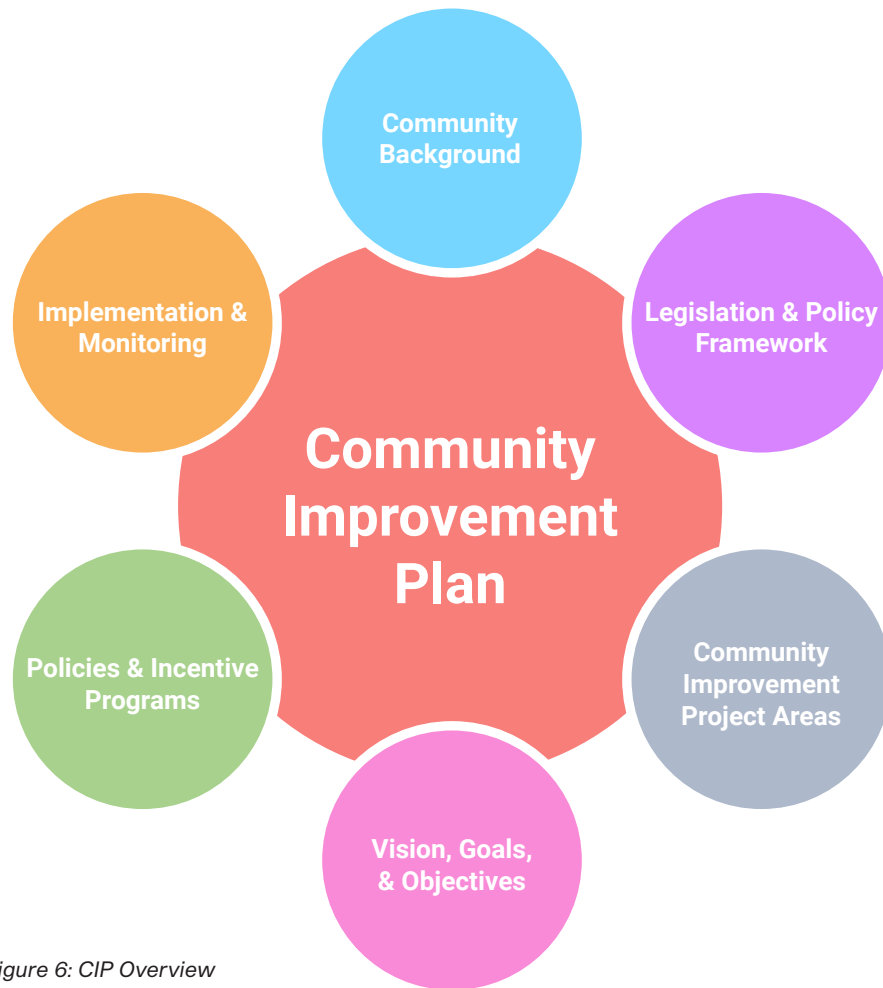 Community
Background
Implementation &
Monitoring
Legislation & Policy
Framework
Community
Improvement
Plan
Policies & Incentive
Programs
Community
Improvement
Project Areas
Vision, Goals,
& Objectives
igure 6: CIP Overview